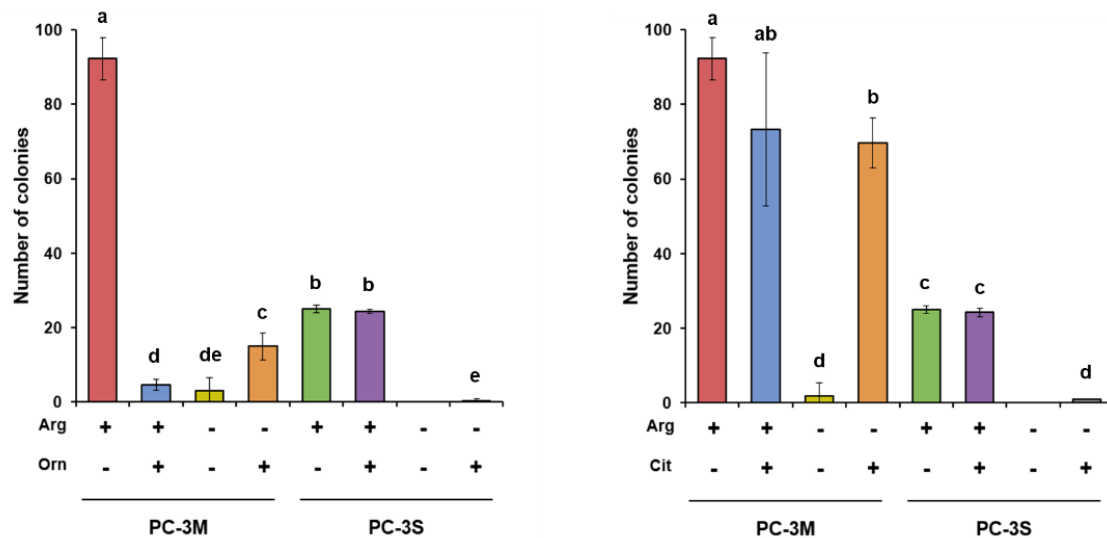 a
Number of colonies
100
80
60
40
20
0
d
de
c
b
b
e
Arg + + - - + + - -
Orn - + - + - + - +
PC-3M PC-3S
a
Number of colonies
100
80
60
40
20
0
ab
d
b
c
c
d
Arg + + - - + + - -
Cit - + - + - + - +
PC-3M PC-3S